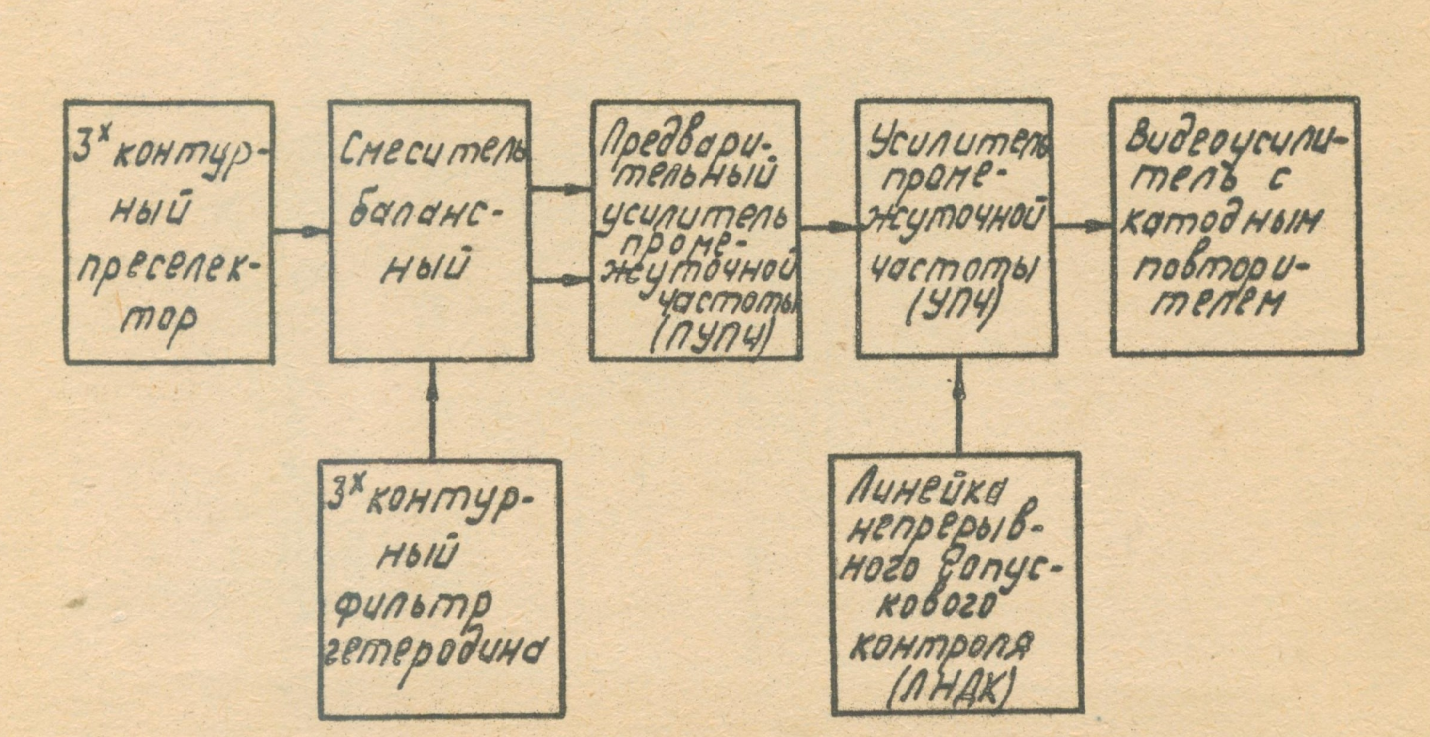 3х контур-
ный
преселек-
тор
Смеситель
баланс-
ный
Предвари-
тельный
усилитель
проме-
жуточной
частоты
(ПУПЧ)
Усилитель
проме-
жуточной
частоты
(УПЧ)
Видеоусили-
тель с
катодным
повтори-
телем
3х контур-
ный
фильтр
гетеродина
Линейка
непрерыв-
ного допус-
кового
контроля
(ЛНДК)